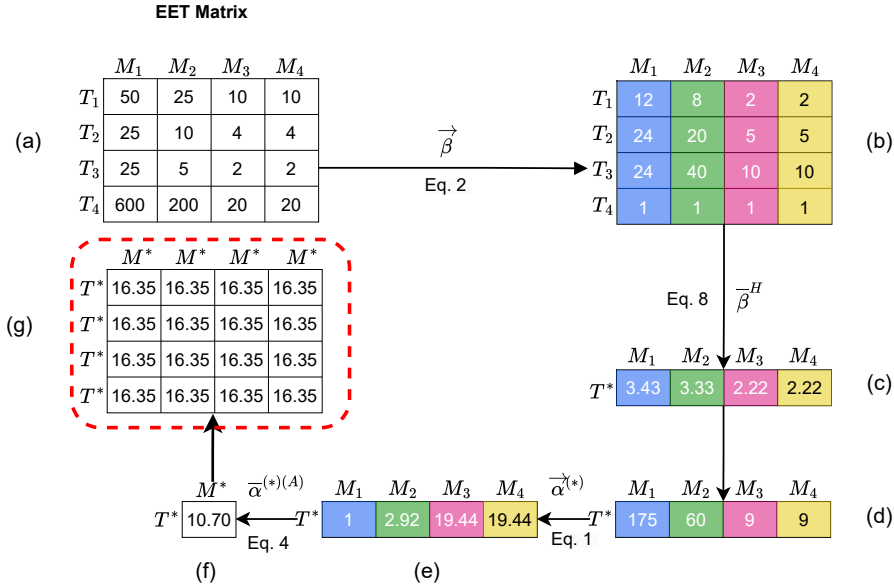 EET Matrix
M₁ M₂ M₃ M₄
T₁ 50 25 10 10
T₂ 25 10 4 4
T₃ 25 5 2 2
T₄ 600 200 20 20
(a)
β⃗
Eq. 2
M₁ M₂ M₃ M₄
T₁ 12 8 2 2
T₂ 24 20 5 5
T₃ 24 40 10 10
T₄ 1 1 1 1
(b)
Eq. 8 β̅ᴴ
M₁ M₂ M₃ M₄
T* 3.43 3.33 2.22 2.22
(c)
M₁ M₂ M₃ M₄
T* 175 60 9 9
(d)
α⃗⁽*⁾
Eq. 1
M₁ M₂ M₃ M₄
T* 1 2.92 19.44 19.44
(e)
α̅⁽*⁾⁽ᴬ⁾
Eq. 4
M*
T* 10.70
(f)
M* M* M* M*
T* 16.35 16.35 16.35 16.35
T* 16.35 16.35 16.35 16.35
T* 16.35 16.35 16.35 16.35
T* 16.35 16.35 16.35 16.35
(g)